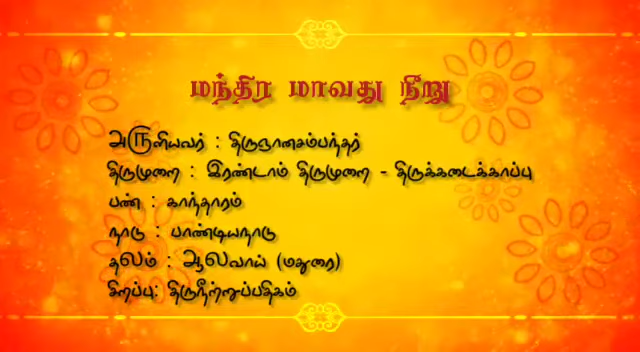 மந்திர மாவது நீறு
அருளியவர் : திருஞானசம்பந்தர்
திருமுறை : இரண்டாம் திருமுறை - திருக்கடைக்காப்பு
பண் : காந்தாரம்
நாடு : பாண்டியநாடு
தலம் : ஆலவாய் (மதுரை)
சிறப்பு: திருநீற்றுப்பதிகம்